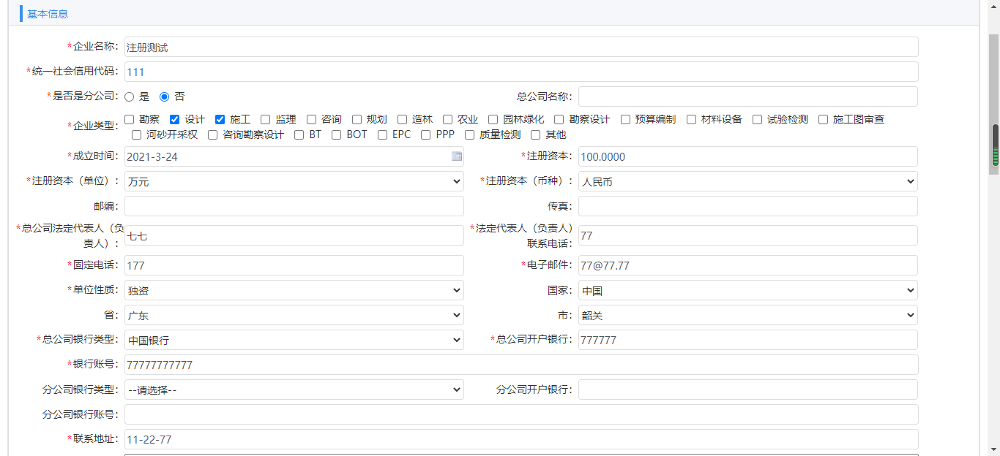 基本信息
*企业名称： 注册测试
*统一社会信用代码： 111
*是否是分公司： 是 否 总公司名称：
*企业类型： 勘察 设计 施工 监理 咨询 规划 造林 农业 园林绿化 勘察设计 预算编制 材料设备 试验检测 施工图审查
河砂开采权 咨询勘察设计 BT BOT EPC PPP 质量检测 其他
*成立时间： 2021-3-24 *注册资本： 100.0000
*注册资本（单位）： 万元 *注册资本（币种）： 人民币
邮编： 传真：
*总公司法定代表人（负责人）： 七七 *法定代表人（负责人）联系电话： 77
*固定电话： 177 *电子邮件： 77@77.77
*单位性质： 独资 国家： 中国
省： 广东 市： 韶关
*总公司银行类型： 中国银行 *总公司开户银行： 777777
*银行账号： 77777777777
分公司银行类型： --请选择-- 分公司开户银行：
分公司银行账号：
*联系地址： 11-22-77